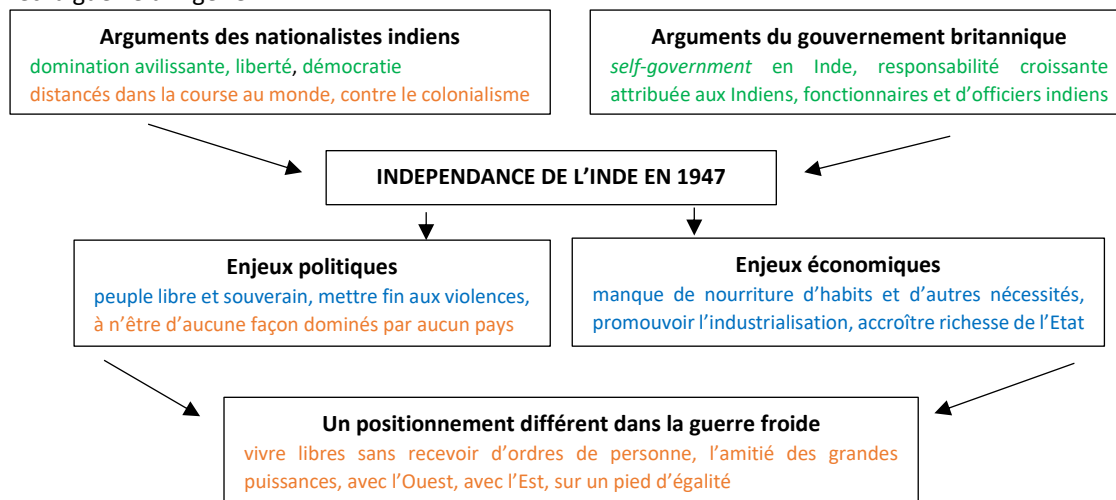 Arguments des nationalistes indiens
domination avilissante, liberté, démocratie
distancés dans la course au monde, contre le colonialisme
Arguments du gouvernement britannique
self-government en Inde, responsabilité croissante
attribuée aux Indiens, fonctionnaires et d’officiers indiens
INDEPENDANCE DE L’INDE EN 1947
Enjeux politiques
peuple libre et souverain, mettre fin aux violences,
à n’être d’aucune façon dominés par aucun pays
Enjeux économiques
manque de nourriture d’habits et d’autres nécessités,
promouvoir l’industrialisation, accroître richesse de l’Etat
Un positionnement différent dans la guerre froide
vivre libres sans recevoir d’ordres de personne, l’amitié des grandes
puissances, avec l’Ouest, avec l’Est, sur un pied d’égalité